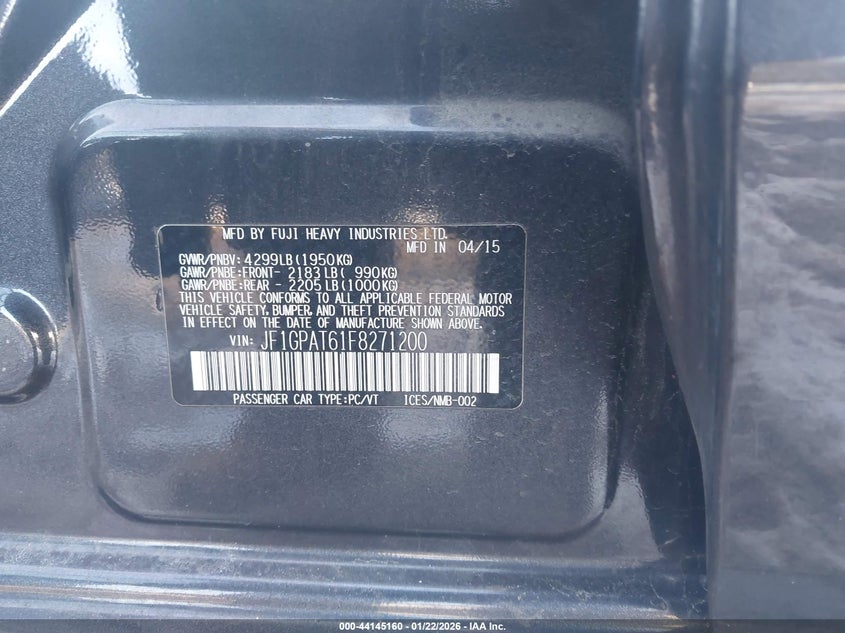 MFD BY FUJI HEAVY INDUSTRIES LTD.
MFD IN 04/15
GVWR/PNBV: 4299LB(1950KG)
GAWR/PNBE:FRONT- 2183LB( 990KG)
GAWR/PNBE:REAR - 2205LB(1000KG)
THIS VEHICLE CONFORMS TO ALL APPLICABLE FEDERAL MOTOR
VEHICLE SAFETY, BUMPER, AND THEFT PREVENTION STANDARDS
IN EFFECT ON THE DATE OF MANUFACTURE SHOWN ABOVE.
VIN: JF1GPAT61F8271200
PASSENGER CAR TYPE:PC/VT ICES/NMB-002
000-44145160 - 01/22/2026 - IAA Inc.